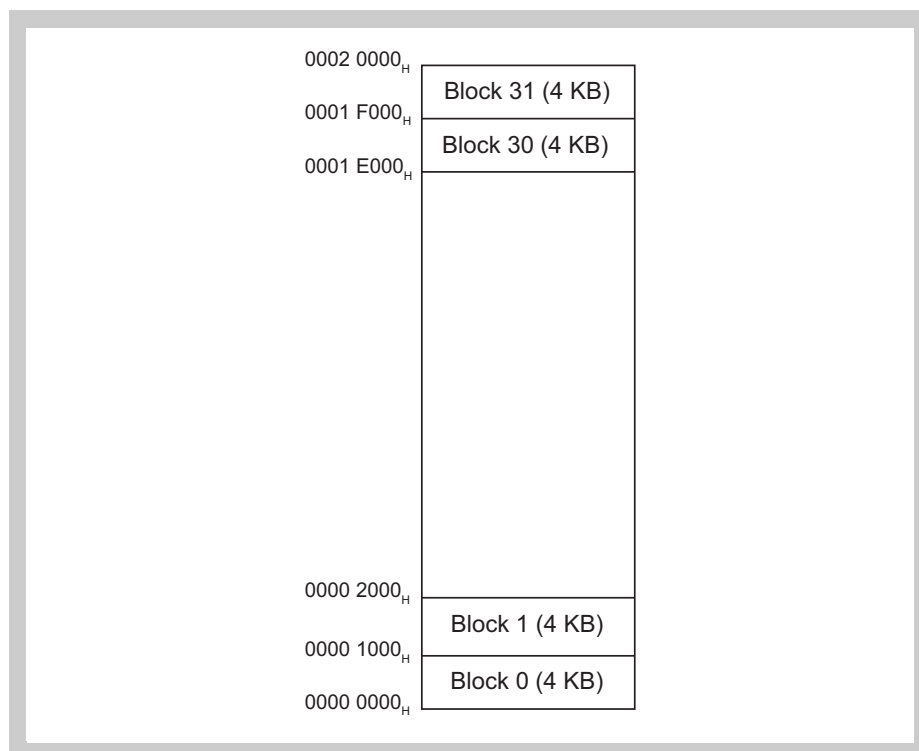 0002 0000H
Block 31 (4 KB)
0001 F000H
Block 30 (4 KB)
0001 E000H
0000 2000H
Block 1 (4 KB)
0000 1000H
Block 0 (4 KB)
0000 0000H